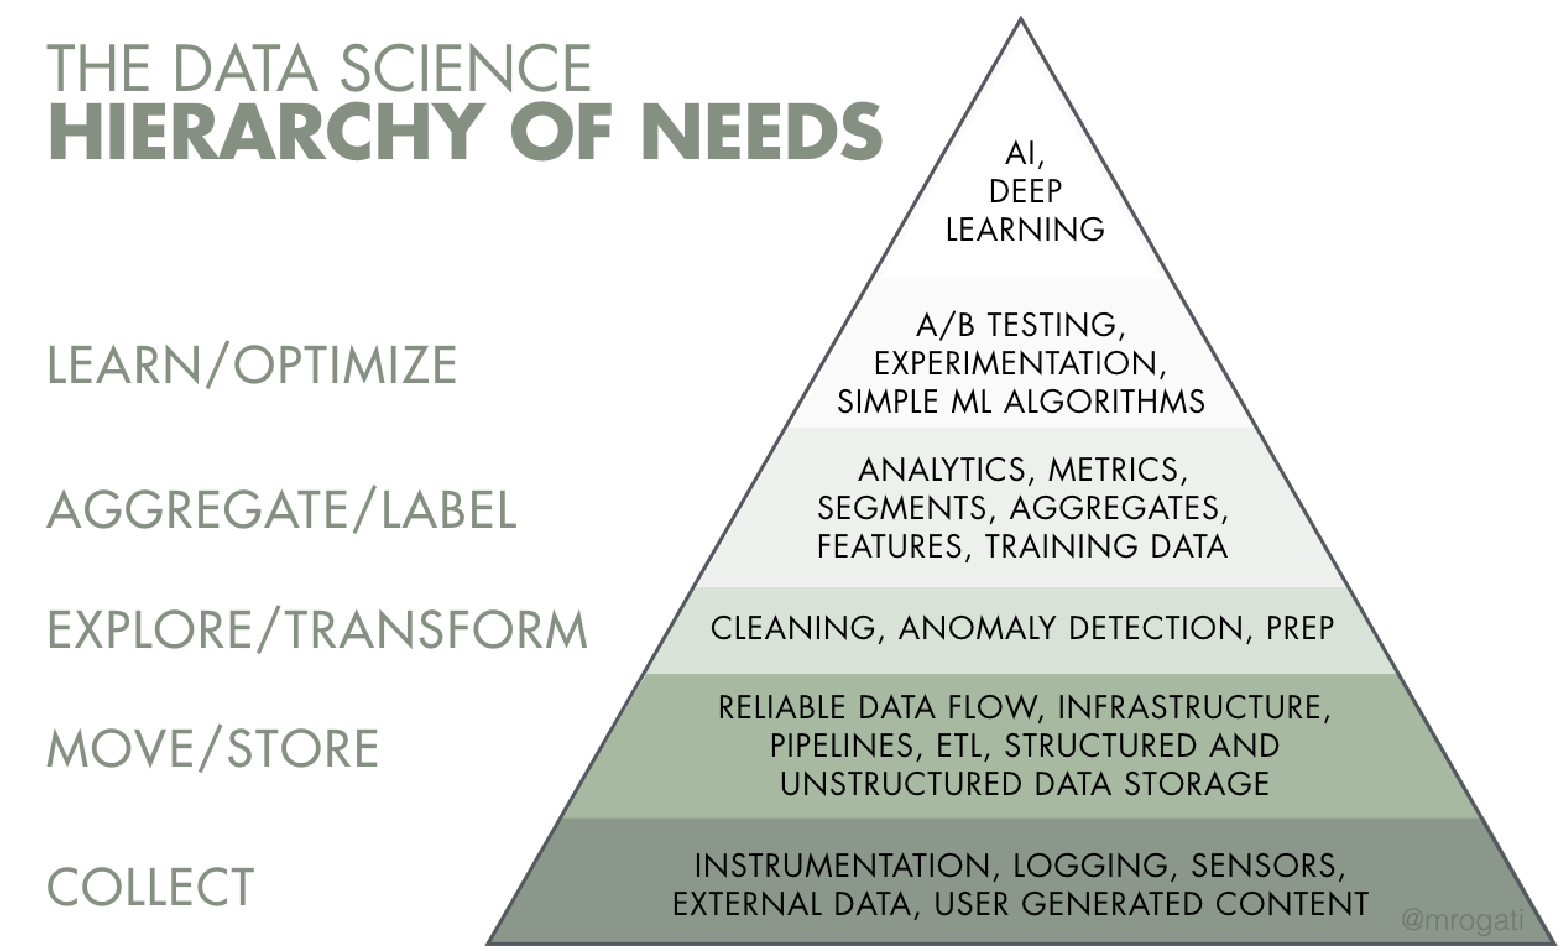 THE DATA SCIENCE
HIERARCHY OF NEEDS
AI,
DEEP
LEARNING
LEARN/OPTIMIZE
A/B TESTING,
EXPERIMENTATION,
SIMPLE ML ALGORITHMS
AGGREGATE/LABEL
ANALYTICS, METRICS,
SEGMENTS, AGGREGATES,
FEATURES, TRAINING DATA
EXPLORE/TRANSFORM
CLEANING, ANOMALY DETECTION, PREP
MOVE/STORE
RELIABLE DATA FLOW, INFRASTRUCTURE,
PIPELINES, ETL, STRUCTURED AND
UNSTRUCTURED DATA STORAGE
COLLECT
INSTRUMENTATION, LOGGING, SENSORS,
EXTERNAL DATA, USER GENERATED CONTENT
@mrogati